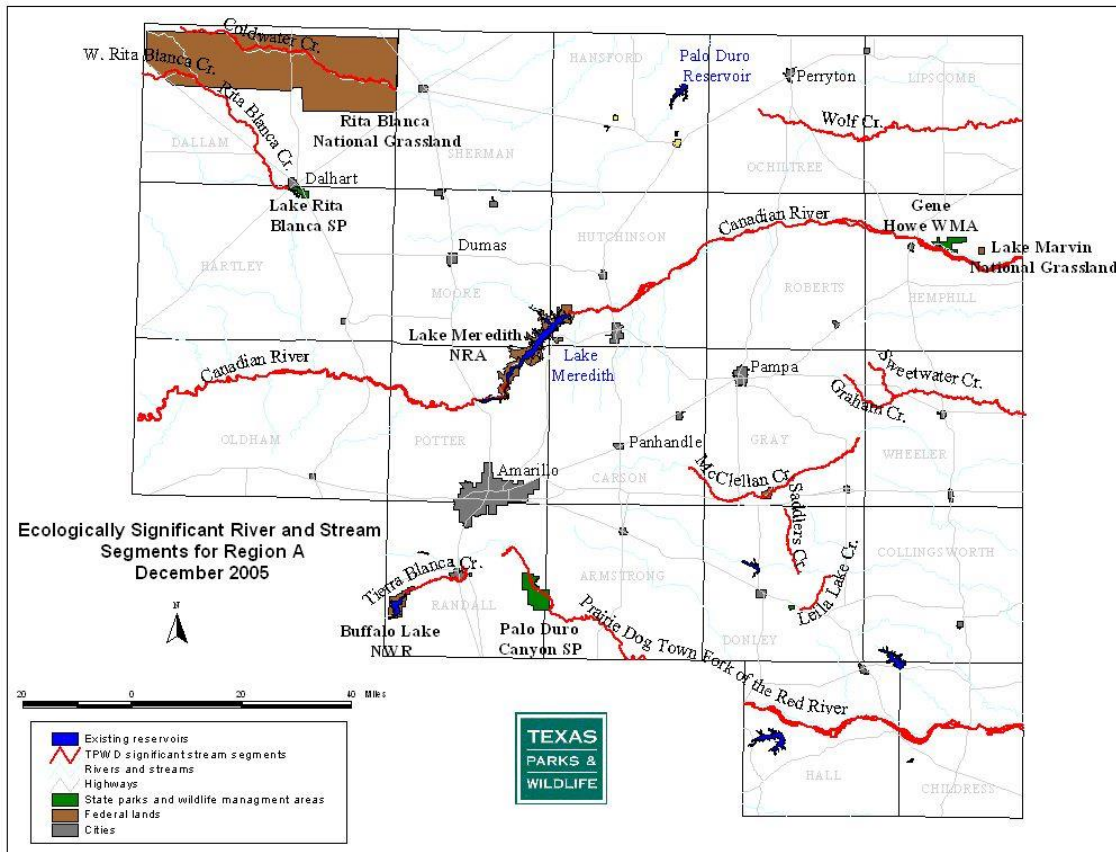 Coldwater Cr.
W. Rita Blanca Cr.
Rita Blanca Cr.
Rita Blanca
National Grassland
DALLAM
SHERMAN
HANSFORD
Palo Duro
Reservoir
Perryton
LIPSCOMB
Wolf Cr.
OCHILTREE
Dalhart
Lake Rita
Blanca SP
HARTLEY
Dumas
MOORE
HUTCHINSON
Canadian River
Gene
Howe WMA
Lake Marvin
National Grassland
ROBERTS
HEMPHILL
Lake Meredith
NRA
Lake
Meredith
Canadian River
Pampa
Sweetwater Cr.
Graham Cr.
OLDHAM
POTTER
Panhandle
CARSON
GRAY
WHEELER
Amarillo
McClellan Cr.
Saddlers Cr.
Ecologically Significant River and Stream
Segments for Region A
December 2005
COLLINGSWORTH
Tierra Blanca Cr.
RANDALL
ARMSTRONG
Lelia Lake Cr.
N
Buffalo Lake
NWR
Palo Duro
Canyon SP
DONLEY
Prairie Dog Town Fork of the Red River
20 0 20 40 Miles
HALL
CHILDRESS
Existing reservoirs
TPWD significant stream segments
Rivers and streams
Highways
State parks and wildlife managment areas
Federal lands
Cities
TEXAS
PARKS &
WILDLIFE